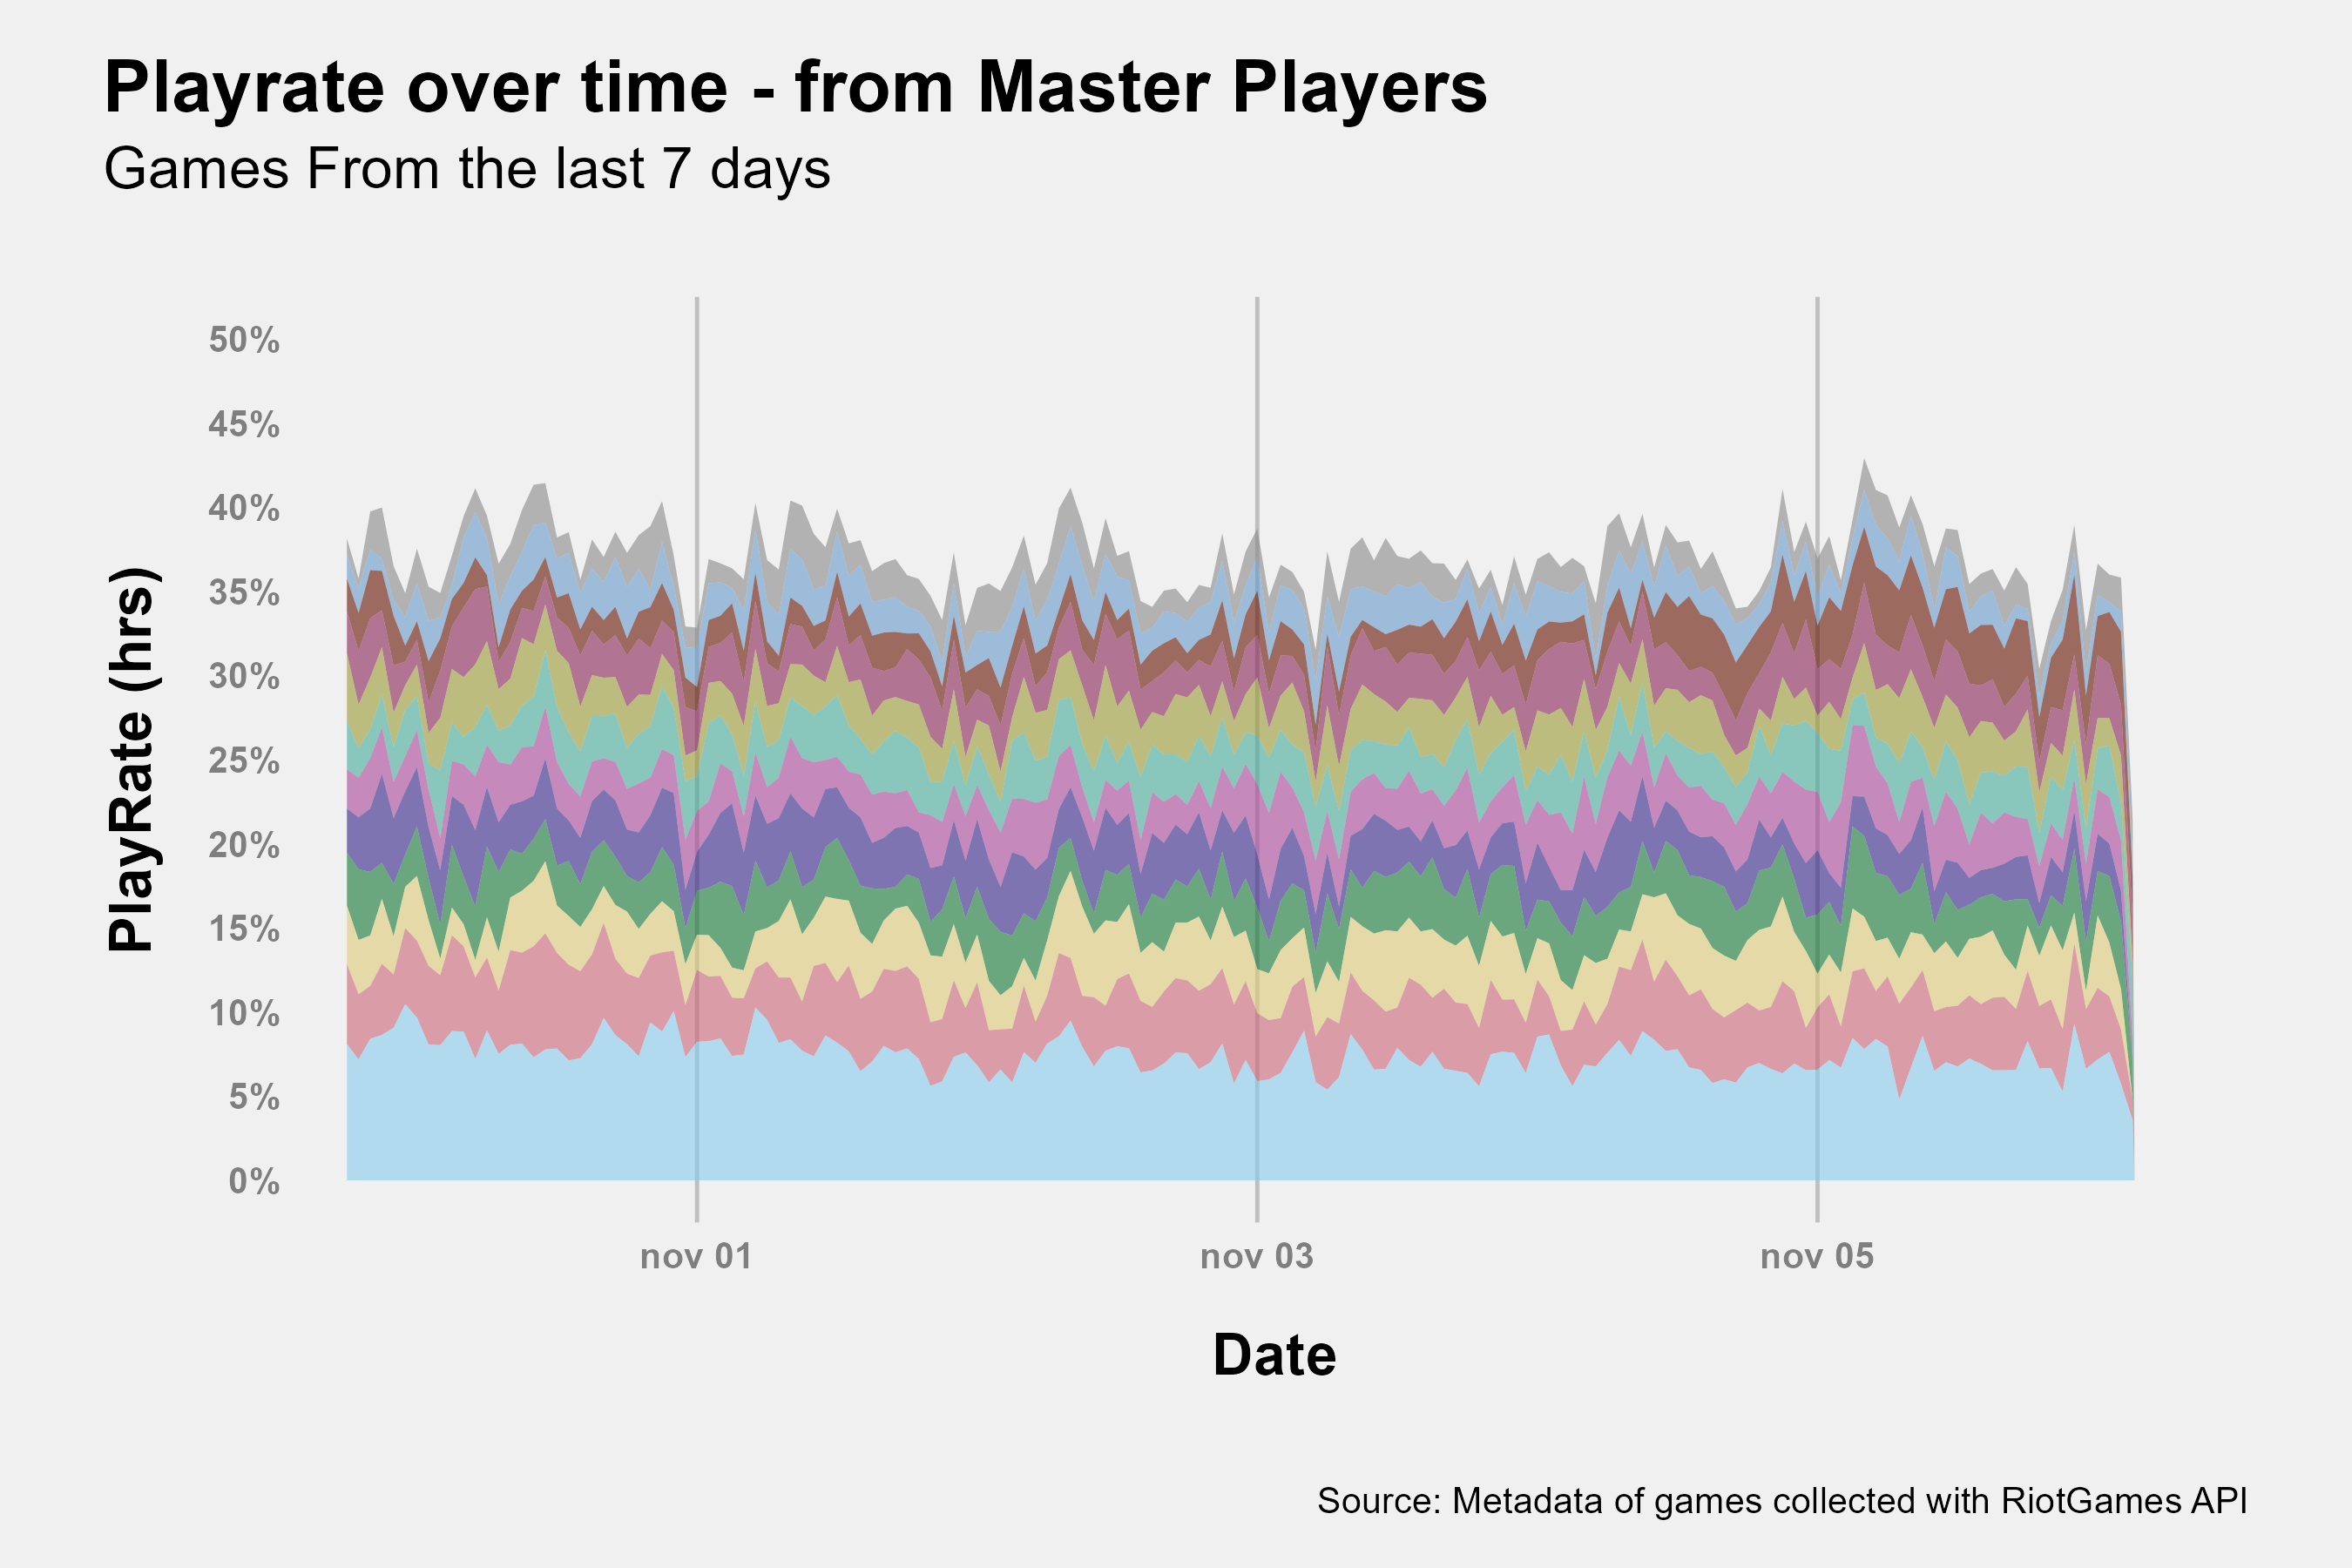 Playrate over time - from Master Players
Games From the last 7 days
50%
45%
40%
35%
30%
25%
20%
15%
10%
5%
0%
PlayRate (hrs)
nov 01
nov 03
nov 05
Date
Source: Metadata of games collected with RiotGames API